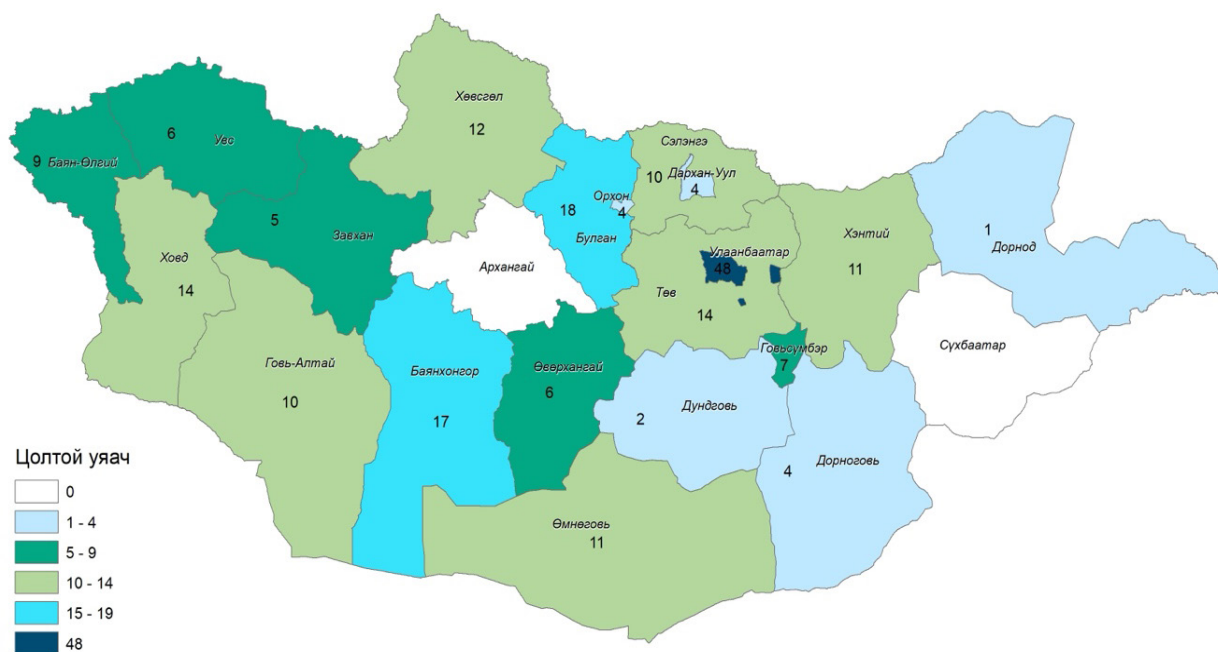 Хөвсгөл
12
Сэлэнгэ
10
Дархан-Уул
4
6
Увс
9
Баян-Өлгий
5
Завхан
18
Орхон
4
Булган
Хэнтий
11
1
Дорнод
Улаанбаатар
48
Ховд
14
Архангай
Төв
14
Говьсүмбэр
7
Сүхбаатар
Говь-Алтай
10
Баянхонгор
17
Өвөрхангай
6
2
Дундговь
4
Дорноговь
Өмнөговь
11
Цолтой уяач
0
1 - 4
5 - 9
10 - 14
15 - 19
48